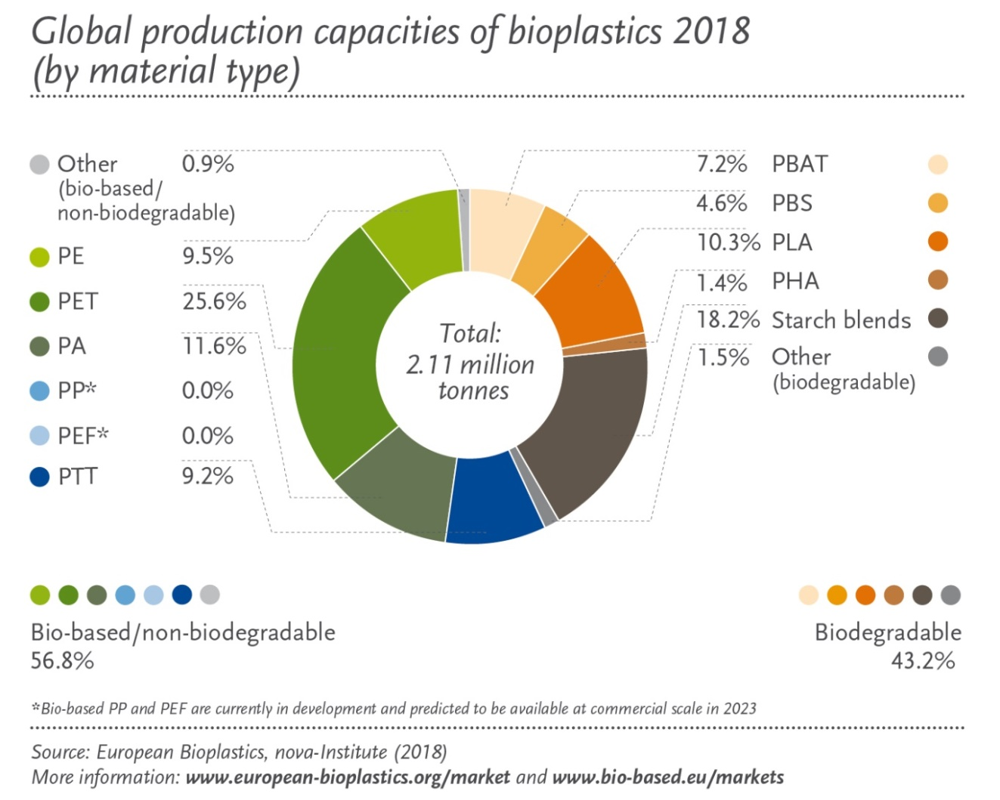 Global production capacities of bioplastics 2018
(by material type)
Other 0.9%
(bio-based/
non-biodegradable)
PE 9.5%
PET 25.6%
PA 11.6%
PP* 0.0%
PEF* 0.0%
PTT 9.2%
Total:
2.11 million
tonnes
7.2% PBAT
4.6% PBS
10.3% PLA
1.4% PHA
18.2% Starch blends
1.5% Other
(biodegradable)
Bio-based/non-biodegradable
56.8%
Biodegradable
43.2%
*Bio-based PP and PEF are currently in development and predicted to be available at commercial scale in 2023
Source: European Bioplastics, nova-Institute (2018)
More information: www.european-bioplastics.org/market and www.bio-based.eu/markets